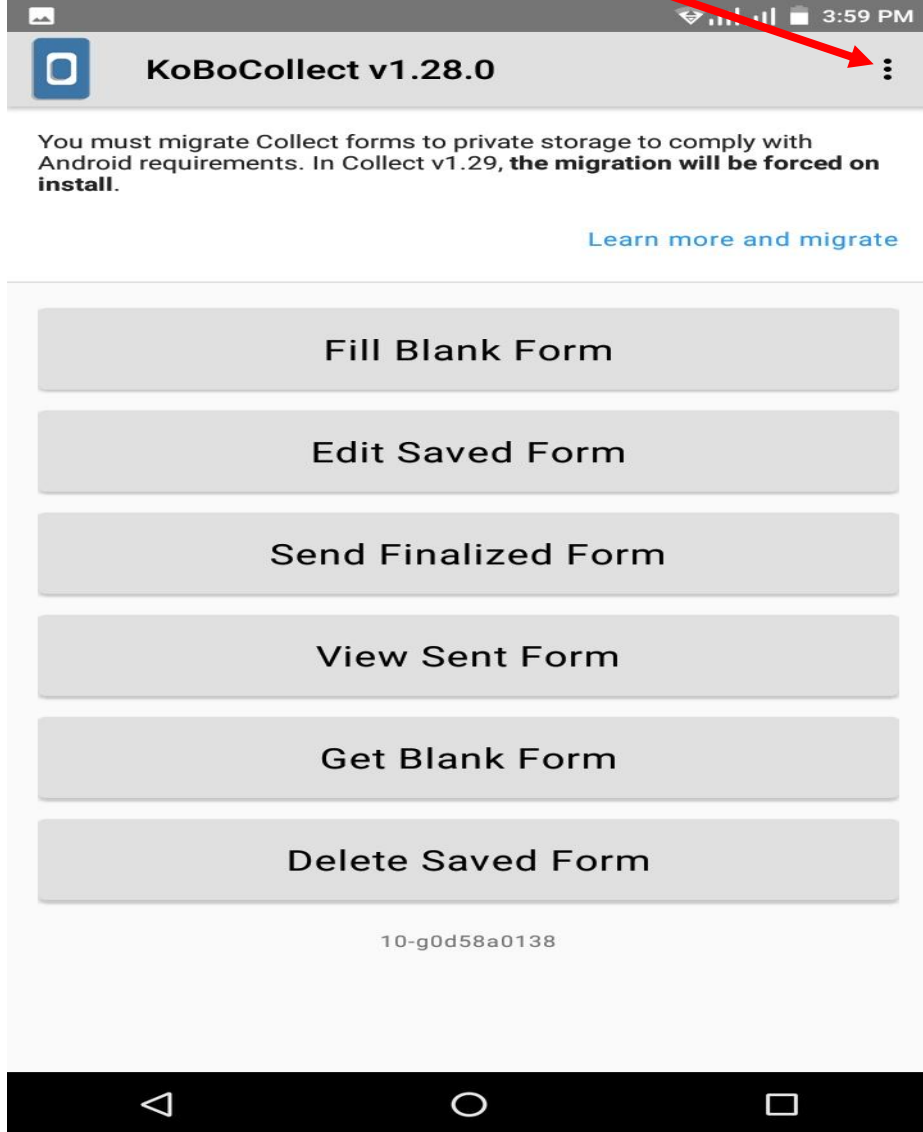 3:59 PM
KoBoCollect v1.28.0
You must migrate Collect forms to private storage to comply with
Android requirements. In Collect v1.29, the migration will be forced on
install.
Learn more and migrate
Fill Blank Form
Edit Saved Form
Send Finalized Form
View Sent Form
Get Blank Form
Delete Saved Form
10-g0d58a0138